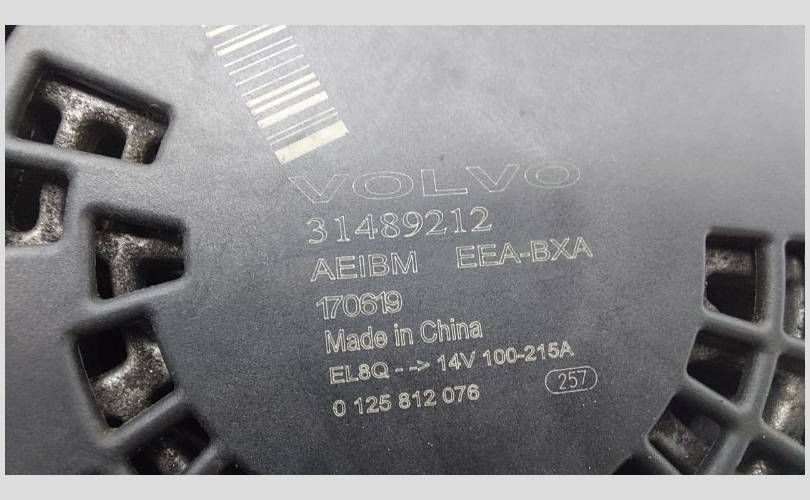 VOLVO
31489212
AEIBM EEA-BXA
170619
Made in China
EL8Q --> 14V 100-215A
0 125 812 076 257